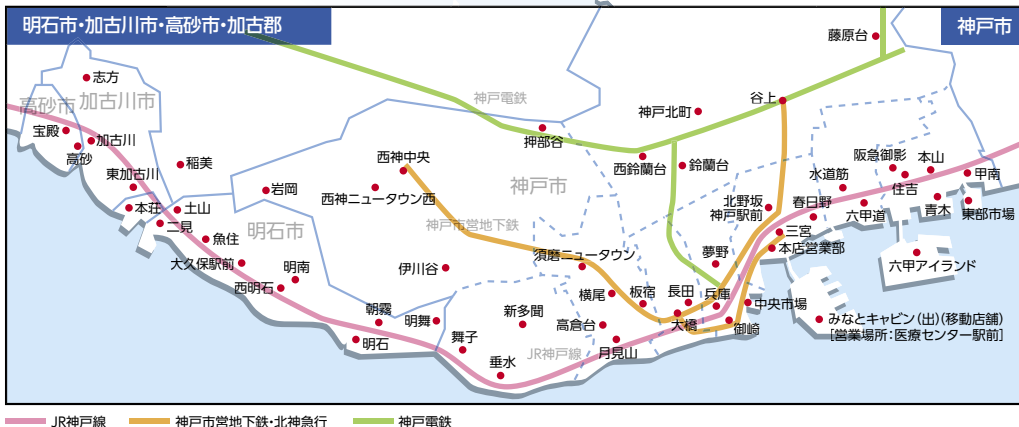 明石市・加古川市・高砂市・加古郡
神戸市
藤原台
志方
高砂市
加古川市
神戸電鉄
神戸北町
谷上
宝殿
加古川
高砂
押部谷
稲美
西神中央
西鈴蘭台
鈴蘭台
阪急御影
本山
東加古川
岩岡
西神ニュータウン西
神戸市
水道筋
住吉
甲南
本荘
土山
北野坂
神戸駅前
春日野
六甲道
青木
東部市場
二見
明石市
神戸市営地下鉄
三宮
魚住
本店営業部
大久保駅前
明南
伊川谷
須磨ニュータウン
夢野
六甲アイランド
西明石
横尾
板宿
長田
兵庫
中央市場
朝霧
明舞
新多聞
高倉台
大橋
御崎
みなとキャビン(出)(移動店舗)
[営業場所:医療センター駅前]
明石
舞子
JR神戸線
月見山
垂水
JR神戸線
神戸市営地下鉄・北神急行
神戸電鉄